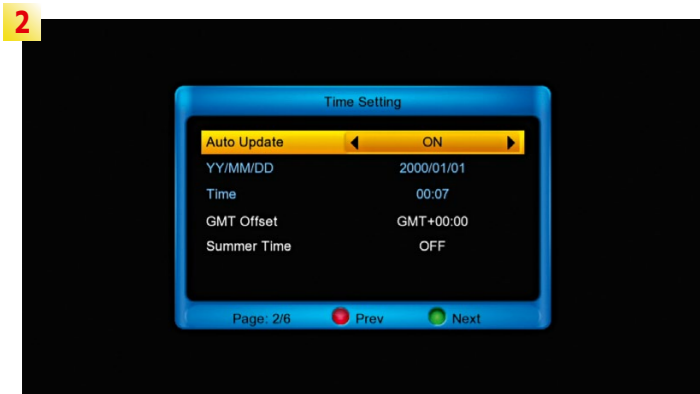 2
Time Setting
Auto Update ON
YY/MM/DD 2000/01/01
Time 00:07
GMT Offset GMT+00:00
Summer Time OFF
Page: 2/6 Prev Next